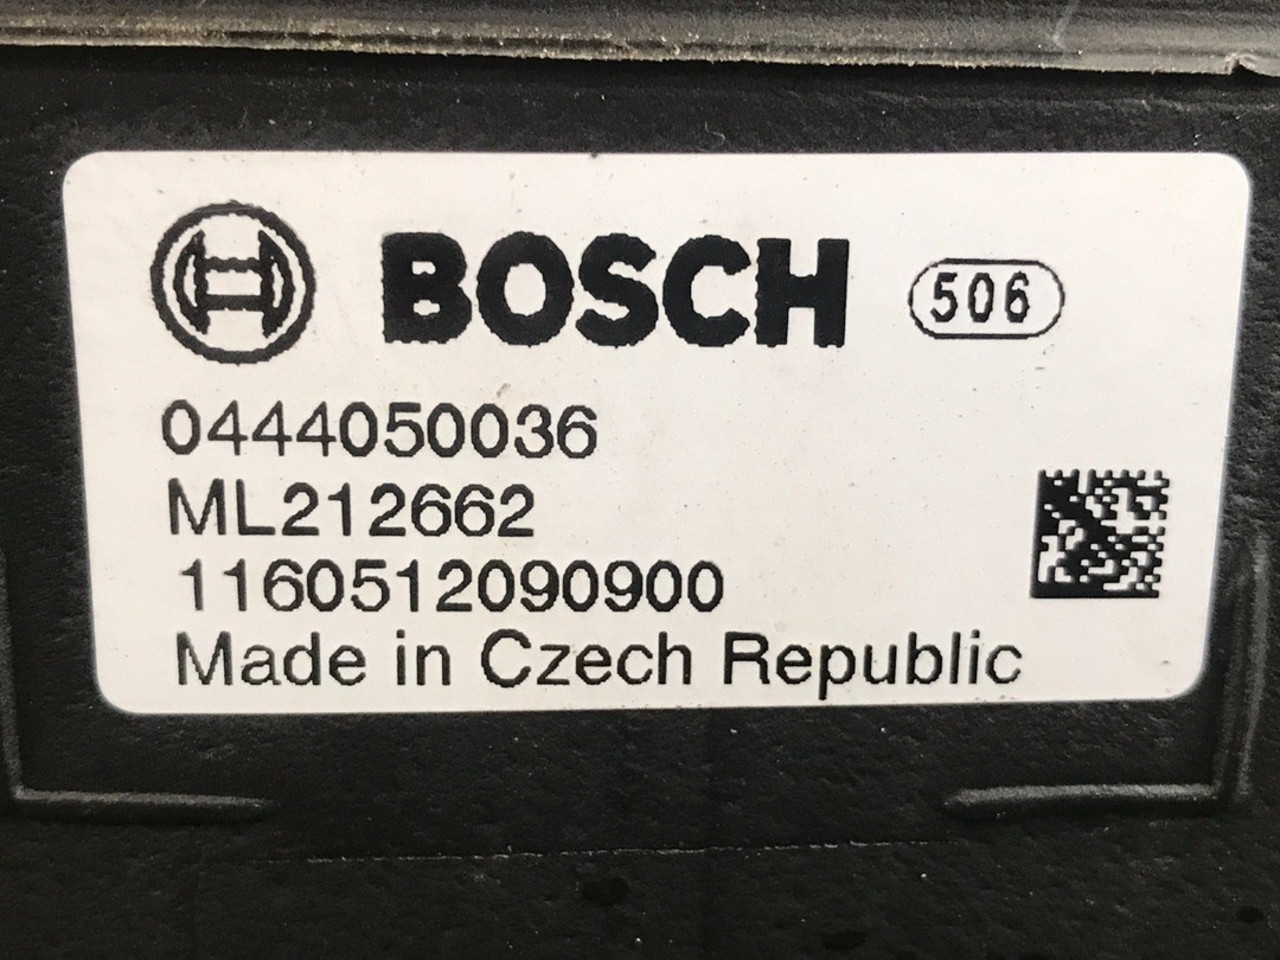 BOSCH 506
0444050036
ML212662
1160512090900
Made in Czech Republic